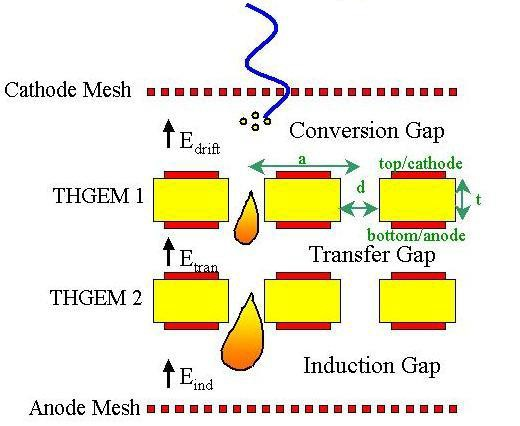 Cathode Mesh
Edrift
Conversion Gap
a
top/cathode
THGEM 1
d
t
bottom/anode
Etran
Transfer Gap
THGEM 2
Eind
Induction Gap
Anode Mesh